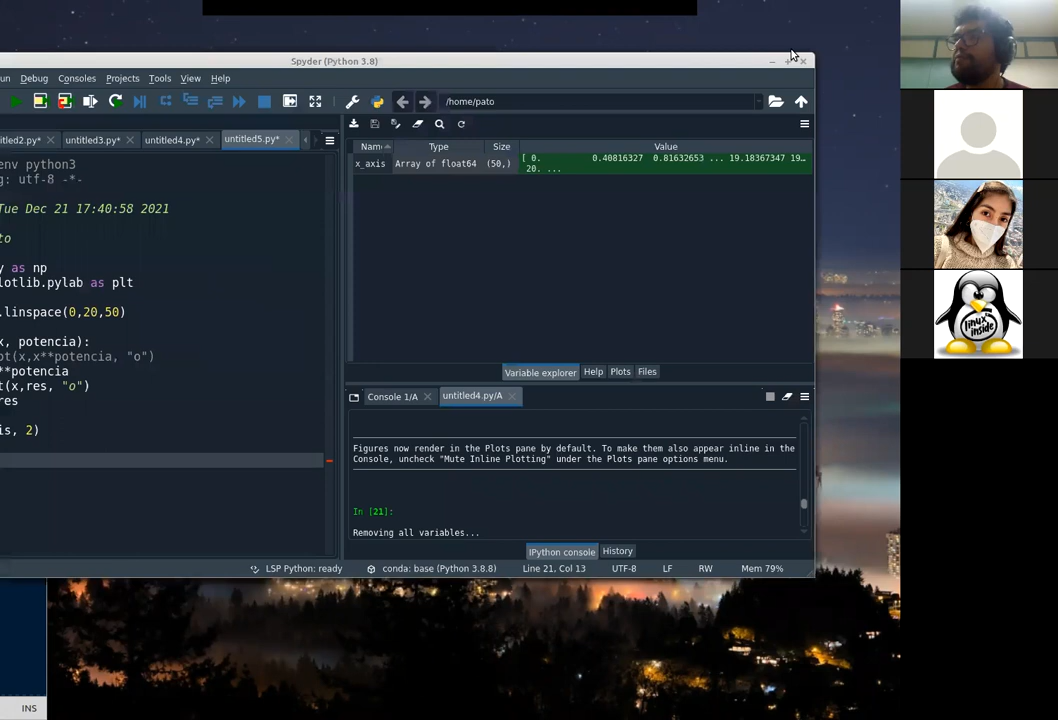 Spyder (Python 3.8)
un Debug Consoles Projects Tools View Help
/home/pato
itled2.py* untitled3.py* untitled4.py* untitled5.py*
env python3
g: utf-8 -*-
Tue Dec 21 17:40:58 2021
to
y as np
lotlib.pylab as plt
.linspace(0,20,50)
x, potencia):
ot(x,x**potencia, "o")
**potencia
t(x,res, "o")
res
is, 2)
Type Size Value
x_axis Array of float64 (50,) [ 0. 0.40816327 0.81632653 ... 19.18367347 19…
20. ...
Variable explorer Help Plots Files
Console 1/A untitled4.py/A
Figures now render in the Plots pane by default. To make them also appear inline in the
Console, uncheck "Mute Inline Plotting" under the Plots pane options menu.
In [21]:
Removing all variables...
IPython console History
LSP Python: ready conda: base (Python 3.8.8) Line 21, Col 13 UTF-8 LF RW Mem 79%
INS
linux
inside